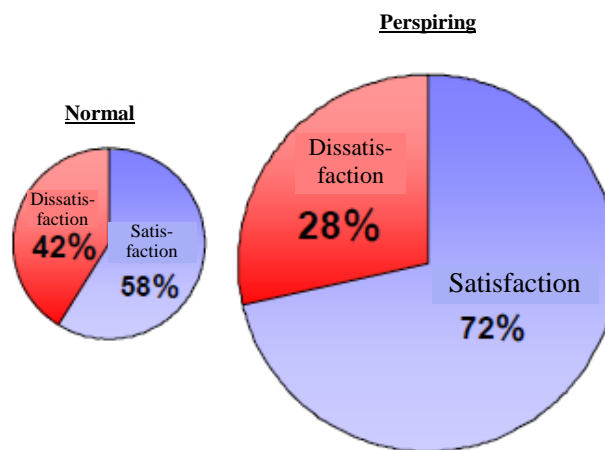 Perspiring
Normal
Dissatis-
faction
42%
Satis-
faction
58%
Dissatis-
faction
28%
Satisfaction
72%